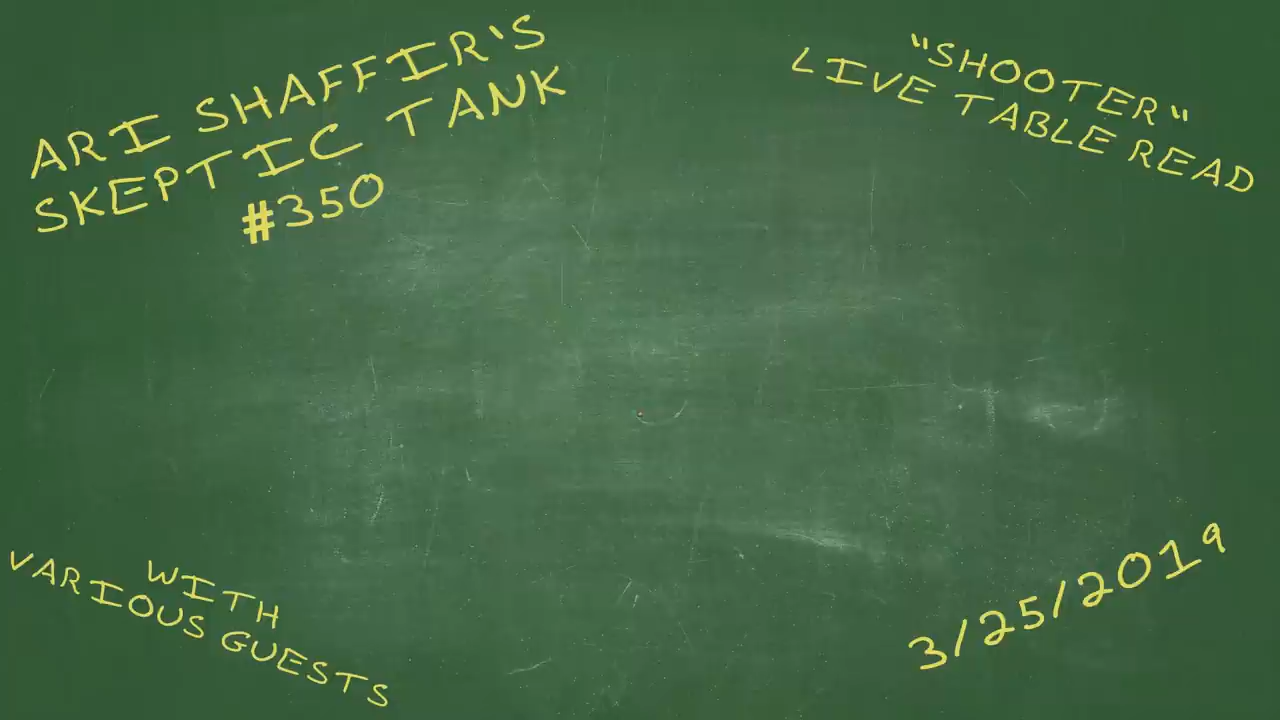 ARI SHAFFIR'S
SKEPTIC TANK
#350
"SHOOTER"
LIVE TABLE READ
WITH
VARIOUS GUESTS
3/25/2019